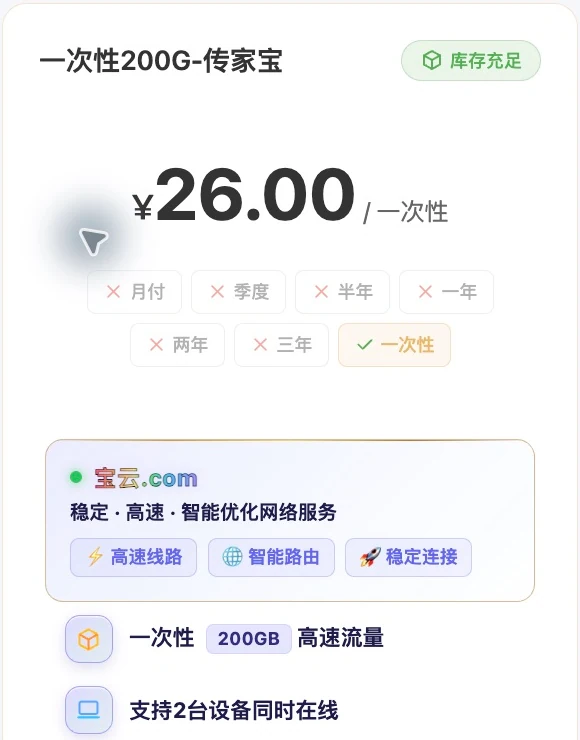 一次性200G-传家宝
库存充足
¥26.00 / 一次性
月付 季度 半年 一年
两年 三年 一次性
宝云.com
稳定 · 高速 · 智能优化网络服务
高速线路 智能路由 稳定连接
一次性 200GB 高速流量
支持2台设备同时在线